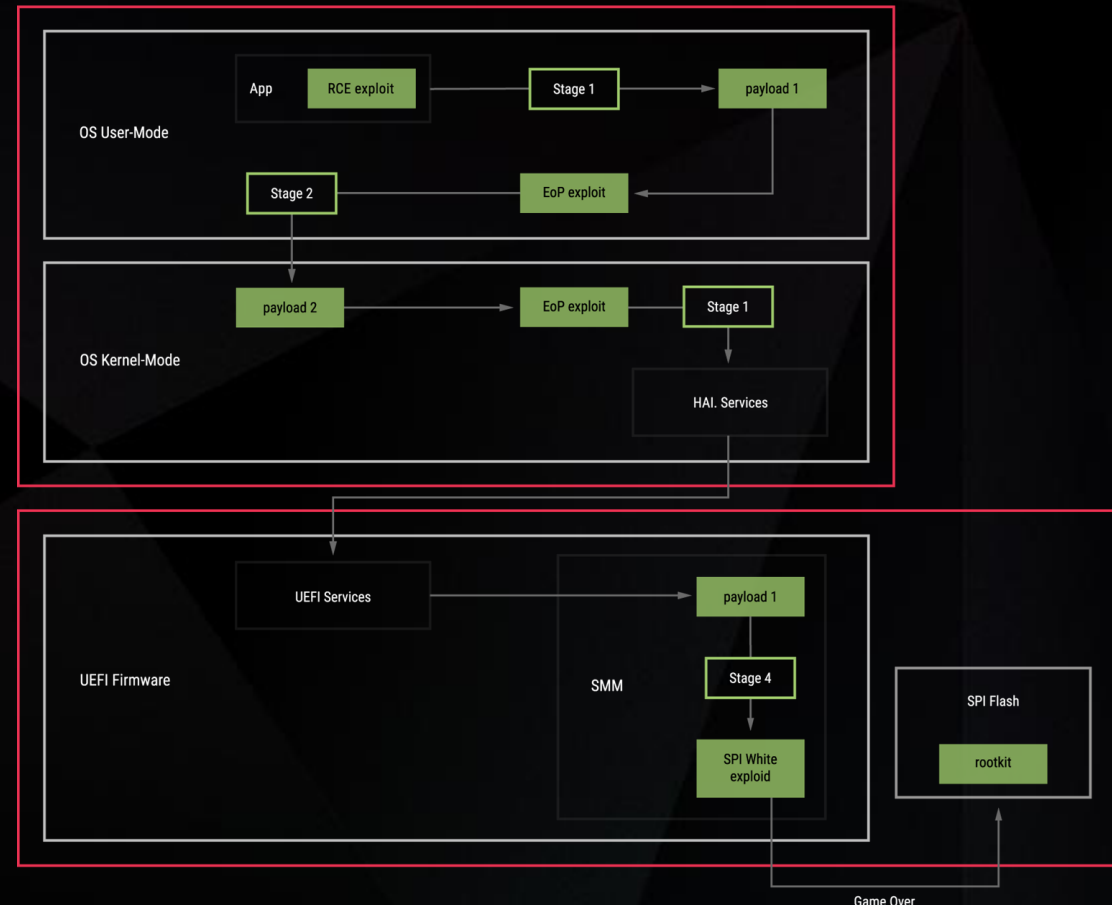 App
RCE exploit
Stage 1
payload 1
OS User-Mode
Stage 2
EoP exploit
payload 2
EoP exploit
Stage 1
OS Kernel-Mode
HAI. Services
UEFI Services
payload 1
UEFI Firmware
SMM
Stage 4
SPI Flash
SPI White
exploid
rootkit
Game Over